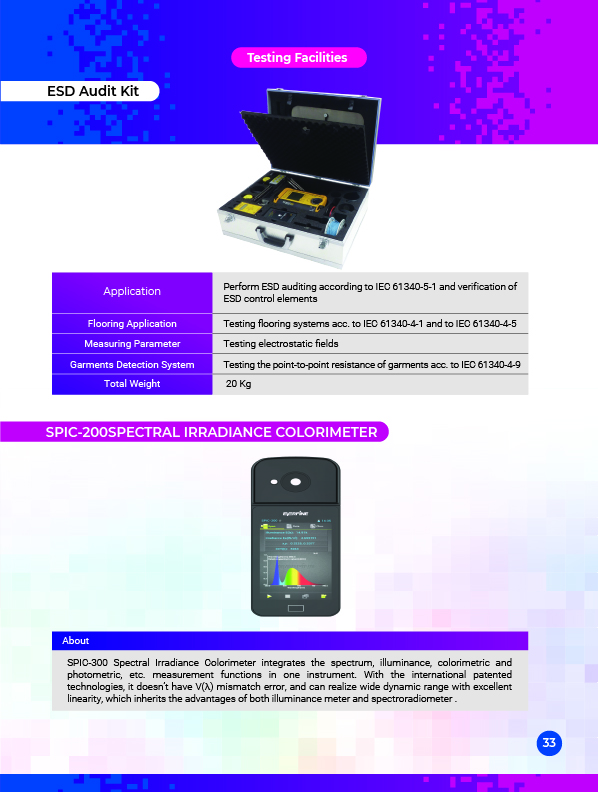 Testing Facilities
ESD Audit Kit
Application
Perform ESD auditing according to IEC 61340-5-1 and verification of
ESD control elements
Flooring Application
Testing flooring systems acc. to IEC 61340-4-1 and to IEC 61340-4-5
Measuring Parameter
Testing electrostatic fields
Garments Detection System
Testing the point-to-point resistance of garments acc. to IEC 61340-4-9
Total Weight
20 Kg
SPIC-200SPECTRAL IRRADIANCE COLORIMETER
About
SPIC-300 Spectral Irradiance Colorimeter integrates the spectrum, illuminance, colorimetric and
photometric, etc. measurement functions in one instrument. With the international patented
technologies, it doesn't have V(λ) mismatch error, and can realize wide dynamic range with excellent
linearity, which inherits the advantages of both illuminance meter and spectroradiometer .
33